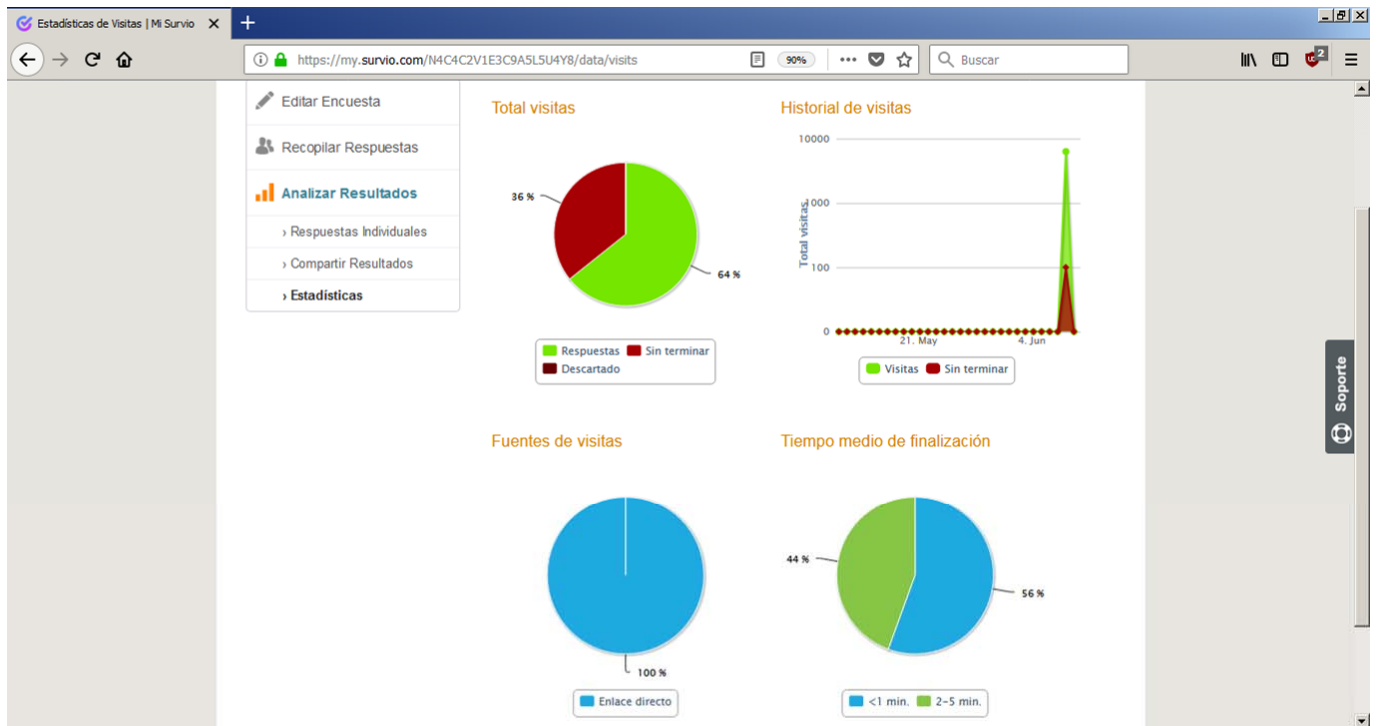 Estadísticas de Visitas | Mi Survio
https://my.survio.com/N4C4C2V1E3C9A5L5U4Y8/data/visits
90%
Buscar
2
Editar Encuesta
Recopilar Respuestas
Analizar Resultados
› Respuestas Individuales
› Compartir Resultados
› Estadísticas
Total visitas
36 %
64 %
Respuestas Sin terminar
Descartado
Historial de visitas
10000
1000
100
0
Total visitas
21. May 4. Jun
Visitas Sin terminar
Fuentes de visitas
100 %
Enlace directo
Tiempo medio de finalización
44 %
56 %
<1 min. 2-5 min.
Soporte